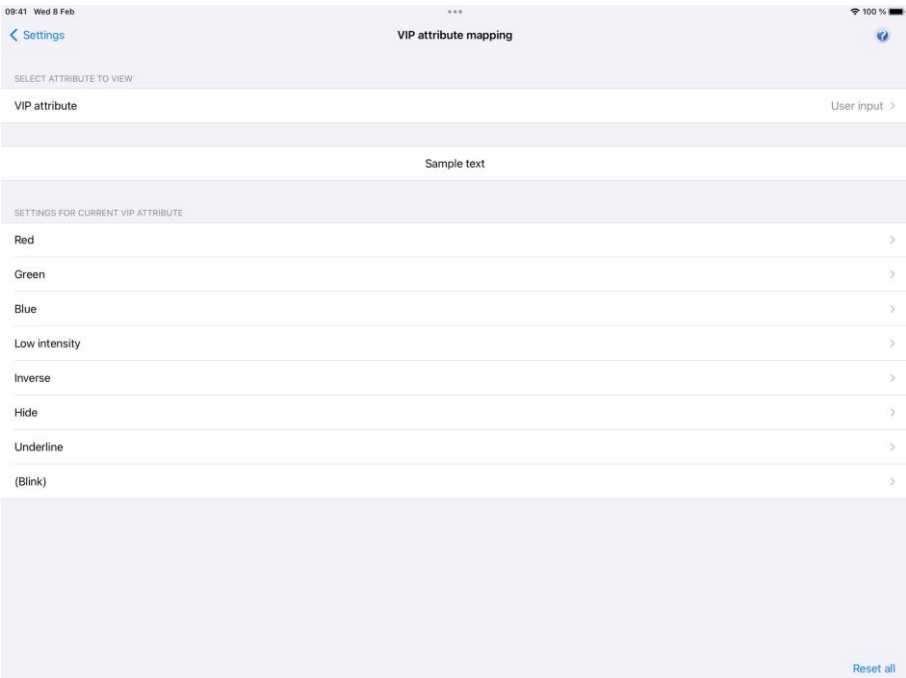 09:41 Wed 8 Feb
100 %
Settings
VIP attribute mapping
?
SELECT ATTRIBUTE TO VIEW
VIP attribute
User input
Sample text
SETTINGS FOR CURRENT VIP ATTRIBUTE
Red
Green
Blue
Low intensity
Inverse
Hide
Underline
(Blink)
Reset all